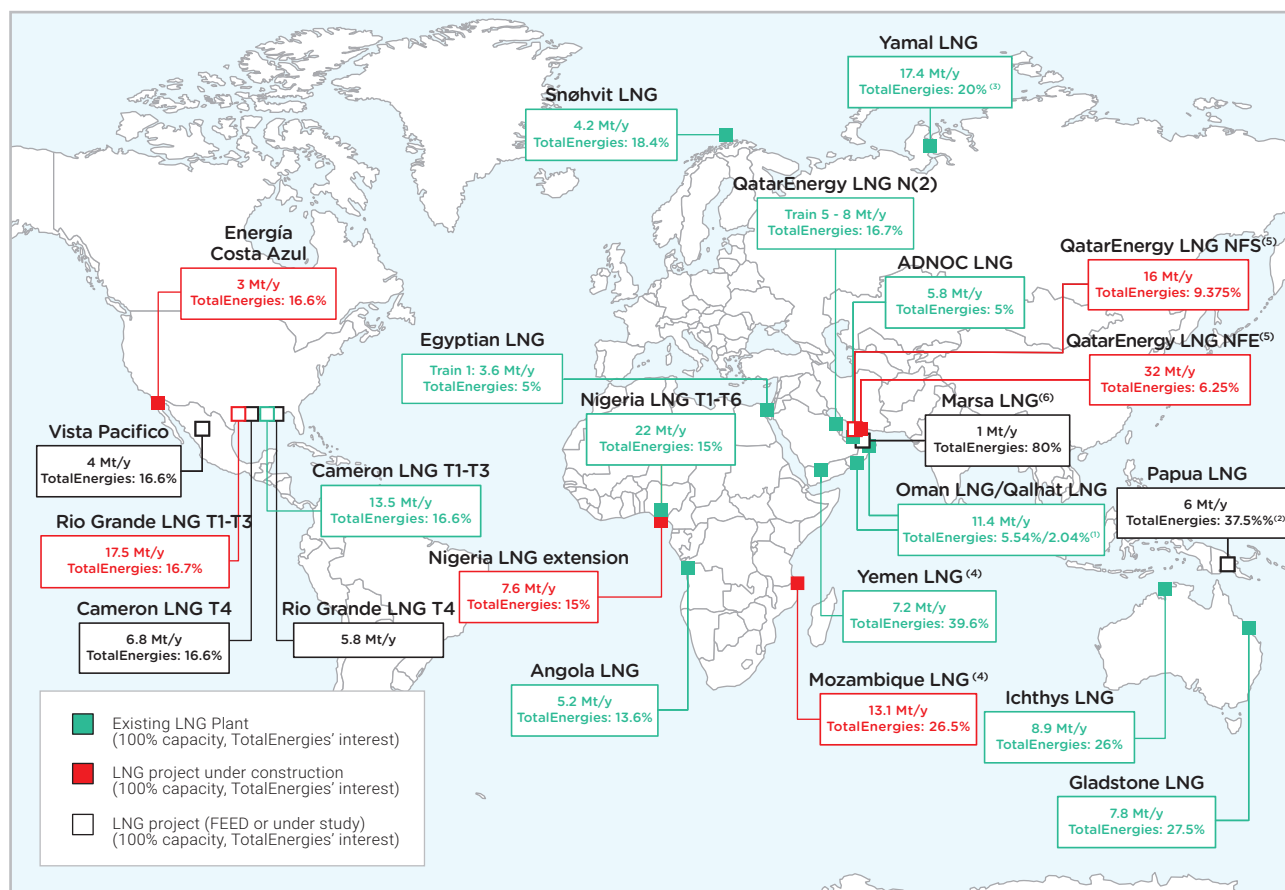 Yamal LNG
17.4 Mt/y
TotalEnergies: 20% (3)
Snøhvit LNG
4.2 Mt/y
TotalEnergies: 18.4%
QatarEnergy LNG N(2)
Train 5 - 8 Mt/y
TotalEnergies: 16.7%
Energía
Costa Azul
3 Mt/y
TotalEnergies: 16.6%
QatarEnergy LNG NFS(5)
16 Mt/y
TotalEnergies: 9.375%
ADNOC LNG
5.8 Mt/y
TotalEnergies: 5%
Egyptian LNG
Train 1: 3.6 Mt/y
TotalEnergies: 5%
QatarEnergy LNG NFE(5)
32 Mt/y
TotalEnergies: 6.25%
Nigeria LNG T1-T6
22 Mt/y
TotalEnergies: 15%
Marsa LNG(6)
1 Mt/y
TotalEnergies: 80%
Vista Pacifico
4 Mt/y
TotalEnergies: 16.6%
Cameron LNG T1-T3
13.5 Mt/y
TotalEnergies: 16.6%
Papua LNG
6 Mt/y
TotalEnergies: 37.5%%(2)
Oman LNG/Qalhat LNG
11.4 Mt/y
TotalEnergies: 5.54%/2.04%(1)
Rio Grande LNG T1-T3
17.5 Mt/y
TotalEnergies: 16.7%
Nigeria LNG extension
7.6 Mt/y
TotalEnergies: 15%
Yemen LNG (4)
7.2 Mt/y
TotalEnergies: 39.6%
Cameron LNG T4
6.8 Mt/y
TotalEnergies: 16.6%
Rio Grande LNG T4
5.8 Mt/y
Angola LNG
5.2 Mt/y
TotalEnergies: 13.6%
Mozambique LNG (4)
13.1 Mt/y
TotalEnergies: 26.5%
Ichthys LNG
8.9 Mt/y
TotalEnergies: 26%
Gladstone LNG
7.8 Mt/y
TotalEnergies: 27.5%
Existing LNG Plant
(100% capacity, TotalEnergies' interest)
LNG project under construction
(100% capacity, TotalEnergies' interest)
LNG project (FEED or under study)
(100% capacity, TotalEnergies' interest)